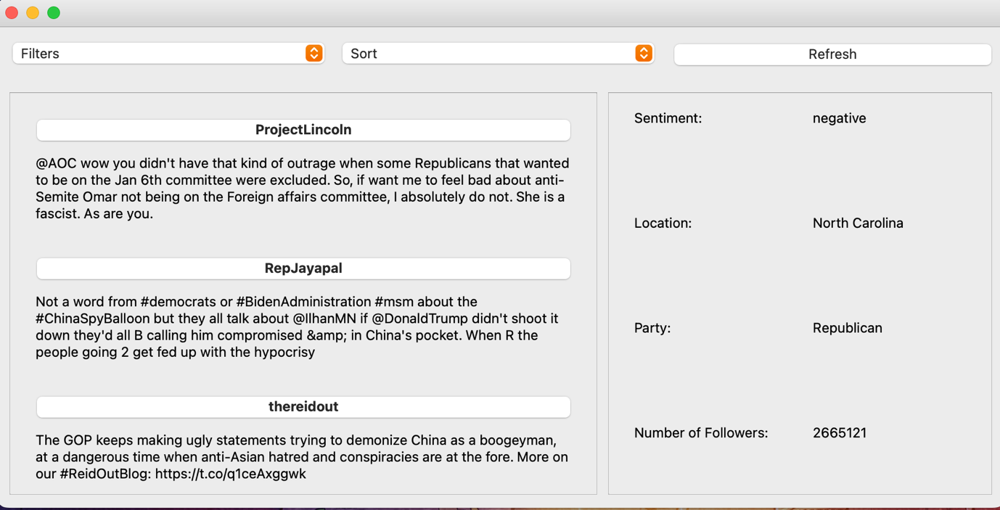 Filters
Sort
Refresh
ProjectLincoln
@AOC wow you didn't have that kind of outrage when some Republicans that wanted
to be on the Jan 6th committee were excluded. So, if want me to feel bad about anti-
Semite Omar not being on the Foreign affairs committee, I absolutely do not. She is a
fascist. As are you.
RepJayapal
Not a word from #democrats or #BidenAdministration #msm about the
#ChinaSpyBalloon but they all talk about @IlhanMN if @DonaldTrump didn't shoot it
down they'd all B calling him compromised &amp; in China's pocket. When R the
people going 2 get fed up with the hypocrisy
thereidout
The GOP keeps making ugly statements trying to demonize China as a boogeyman,
at a dangerous time when anti-Asian hatred and conspiracies are at the fore. More on
our #ReidOutBlog: https://t.co/q1ceAxggwk
Sentiment: negative
Location: North Carolina
Party: Republican
Number of Followers: 2665121